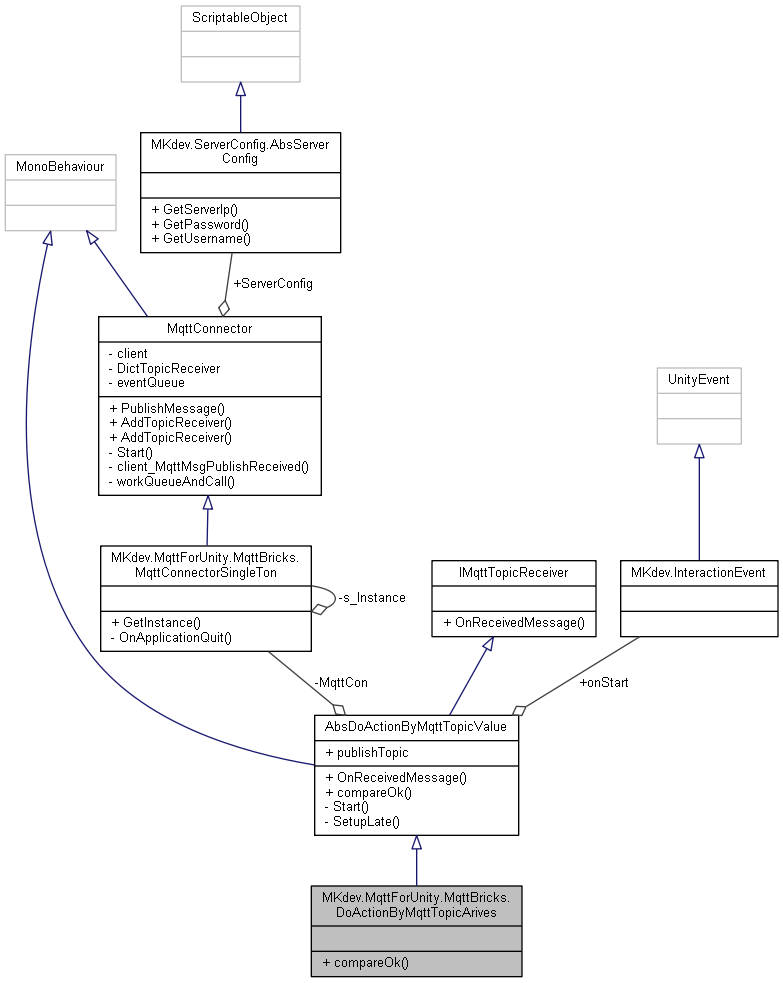 ScriptableObject
MKdev.ServerConfig.AbsServer
Config
+ GetServerIp()
+ GetPassword()
+ GetUsername()
MonoBehaviour
+ServerConfig
MqttConnector
- client
- DictTopicReceiver
- eventQueue
+ PublishMessage()
+ AddTopicReceiver()
+ AddTopicReceiver()
- Start()
- client_MqttMsgPublishReceived()
- workQueueAndCall()
UnityEvent
MKdev.MqttForUnity.MqttBricks.
MqttConnectorSingleTon
+ GetInstance()
- OnApplicationQuit()
-s_Instance
IMqttTopicReceiver
+ OnReceivedMessage()
MKdev.InteractionEvent
-MqttCon
+onStart
AbsDoActionByMqttTopicValue
+ publishTopic
+ OnReceivedMessage()
+ compareOk()
- Start()
- SetupLate()
MKdev.MqttForUnity.MqttBricks.
DoActionByMqttTopicArives
+ compareOk()